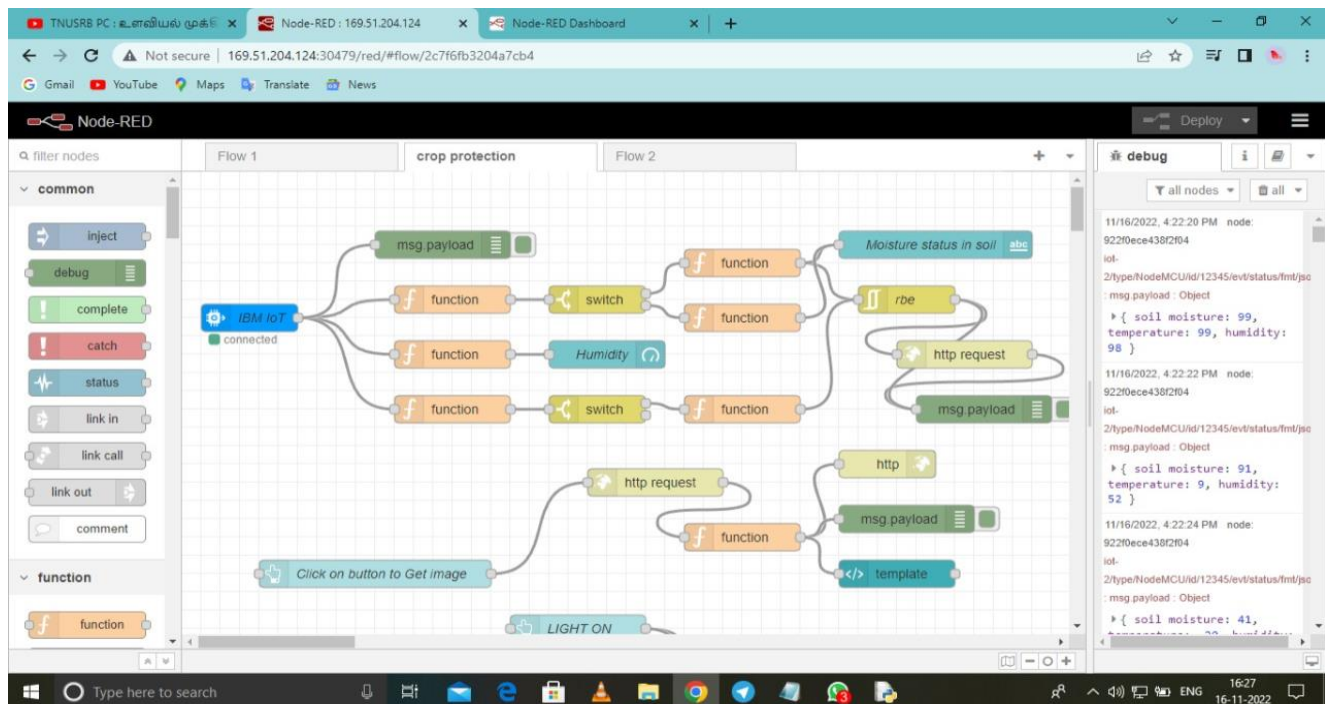 TNUSRB PC : உளவியல் முக்
Node-RED : 169.51.204.124
Node-RED Dashboard
Not secure | 169.51.204.124:30479/red/#flow/2c7f6fb3204a7cb4
Gmail YouTube Maps Translate News
Node-RED
Deploy
filter nodes
Flow 1
crop protection
Flow 2
debug
i
common
all nodes
all
inject
debug
complete
catch
status
link in
link call
link out
comment
function
function
msg.payload
Moisture status in soil abc
function
IBM IoT
connected
function
switch
function
rbe
function
Humidity
http request
function
switch
function
msg.payload
http request
http
function
msg.payload
Click on button to Get image
template
LIGHT ON
11/16/2022, 4:22:20 PM node:
922f0ece438f2f04
iot-
2/type/NodeMCU/id/12345/evt/status/fmt/jso
: msg.payload : Object
{ soil moisture: 99,
temperature: 99, humidity:
98 }
11/16/2022, 4:22:22 PM node:
922f0ece438f2f04
iot-
2/type/NodeMCU/id/12345/evt/status/fmt/jso
: msg.payload : Object
{ soil moisture: 91,
temperature: 9, humidity:
52 }
11/16/2022, 4:22:24 PM node:
922f0ece438f2f04
iot-
2/type/NodeMCU/id/12345/evt/status/fmt/jso
: msg.payload : Object
{ soil moisture: 41,
Type here to search
3
ENG
16:27
16-11-2022